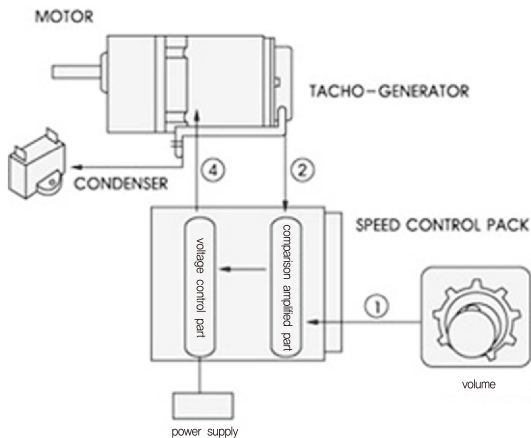 MOTOR
TACHO-GENERATOR
CONDENSER
④
②
SPEED CONTROL PACK
voltage control part
comparison amplified part
①
volume
power supply